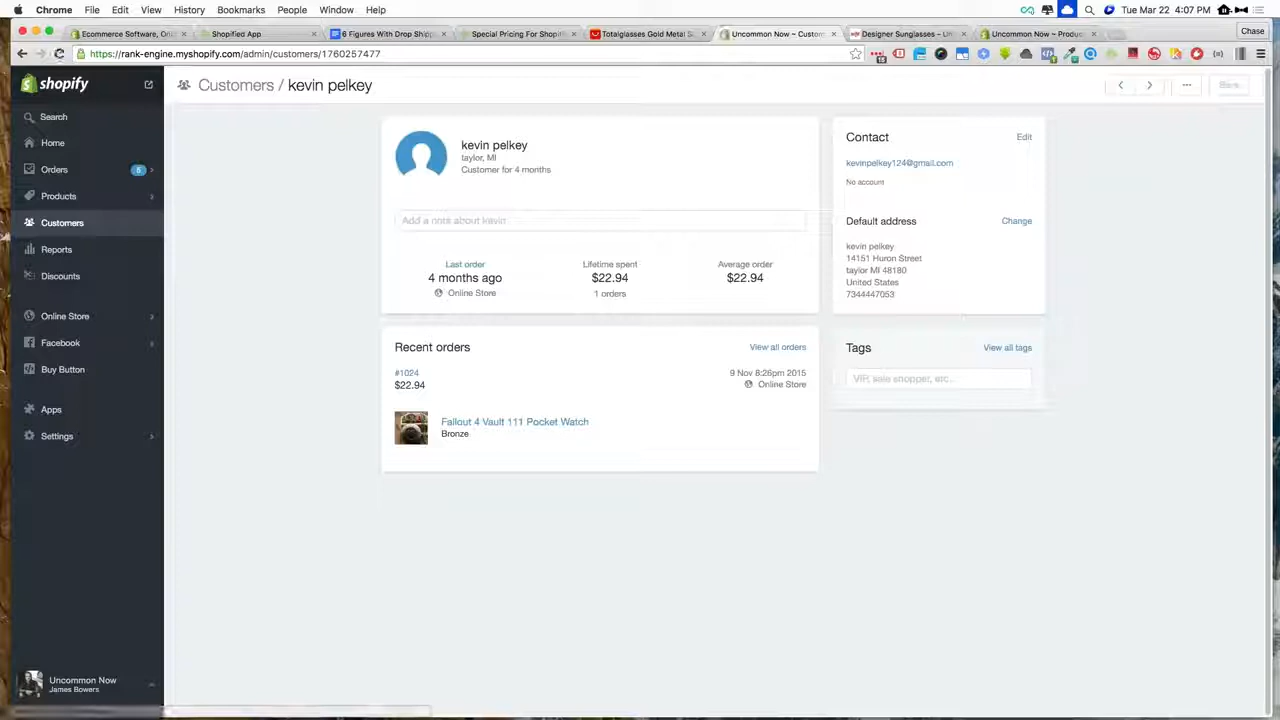 Chrome File Edit View History Bookmarks People Window Help Tue Mar 22 4:07 PM
Ecommerce Software, Onli Shopified App 6 Figures With Drop Shipp Special Pricing For Shopif Totalglasses Gold Metal S Uncommon Now ~ Custom Designer Sunglasses – Un Uncommon Now ~ Produc Chase
https://rank-engine.myshopify.com/admin/customers/1760257477
shopify
Customers / kevin pelkey
Save
Search
Home
Orders
Products
Customers
Reports
Discounts
Online Store
Facebook
Buy Button
Apps
Settings
Uncommon Now
James Bowers
kevin pelkey
taylor, MI
Customer for 4 months
Add a note about kevin
Last order
4 months ago
Online Store
Lifetime spent
$22.94
1 orders
Average order
$22.94
Recent orders
View all orders
#1024
$22.94
9 Nov 8:26pm 2015
Online Store
Fallout 4 Vault 111 Pocket Watch
Bronze
Contact
Edit
kevinpelkey124@gmail.com
No account
Default address
Change
kevin pelkey
14151 Huron Street
taylor MI 48180
United States
7344447053
Tags
View all tags
VIP, sale shopper, etc...